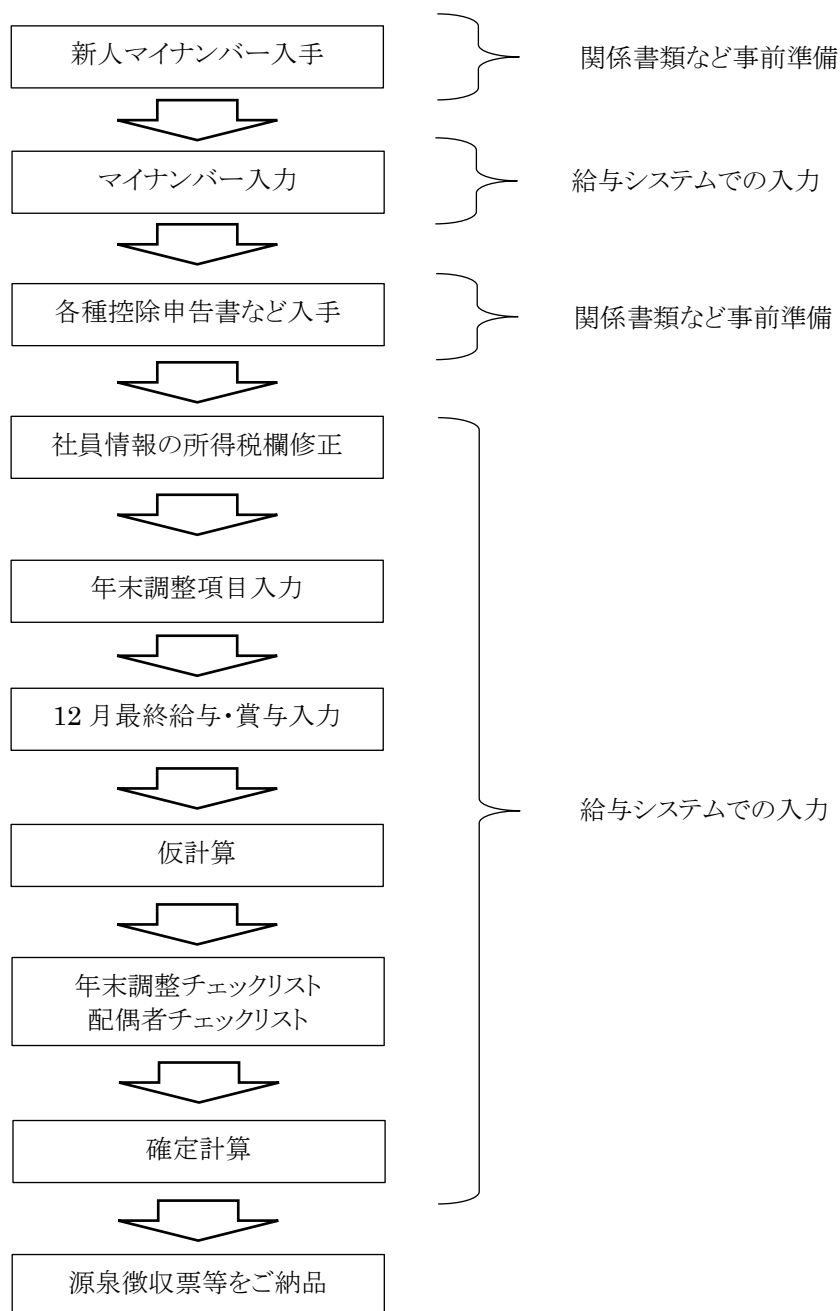 新人マイナンバー入手
関係書類など事前準備
マイナンバー入力
給与システムでの入力
各種控除申告書など入手
関係書類など事前準備
社員情報の所得税欄修正
年末調整項目入力
12月最終給与・賞与入力
給与システムでの入力
仮計算
年末調整チェックリスト
配偶者チェックリスト
確定計算
源泉徴収票等をご納品